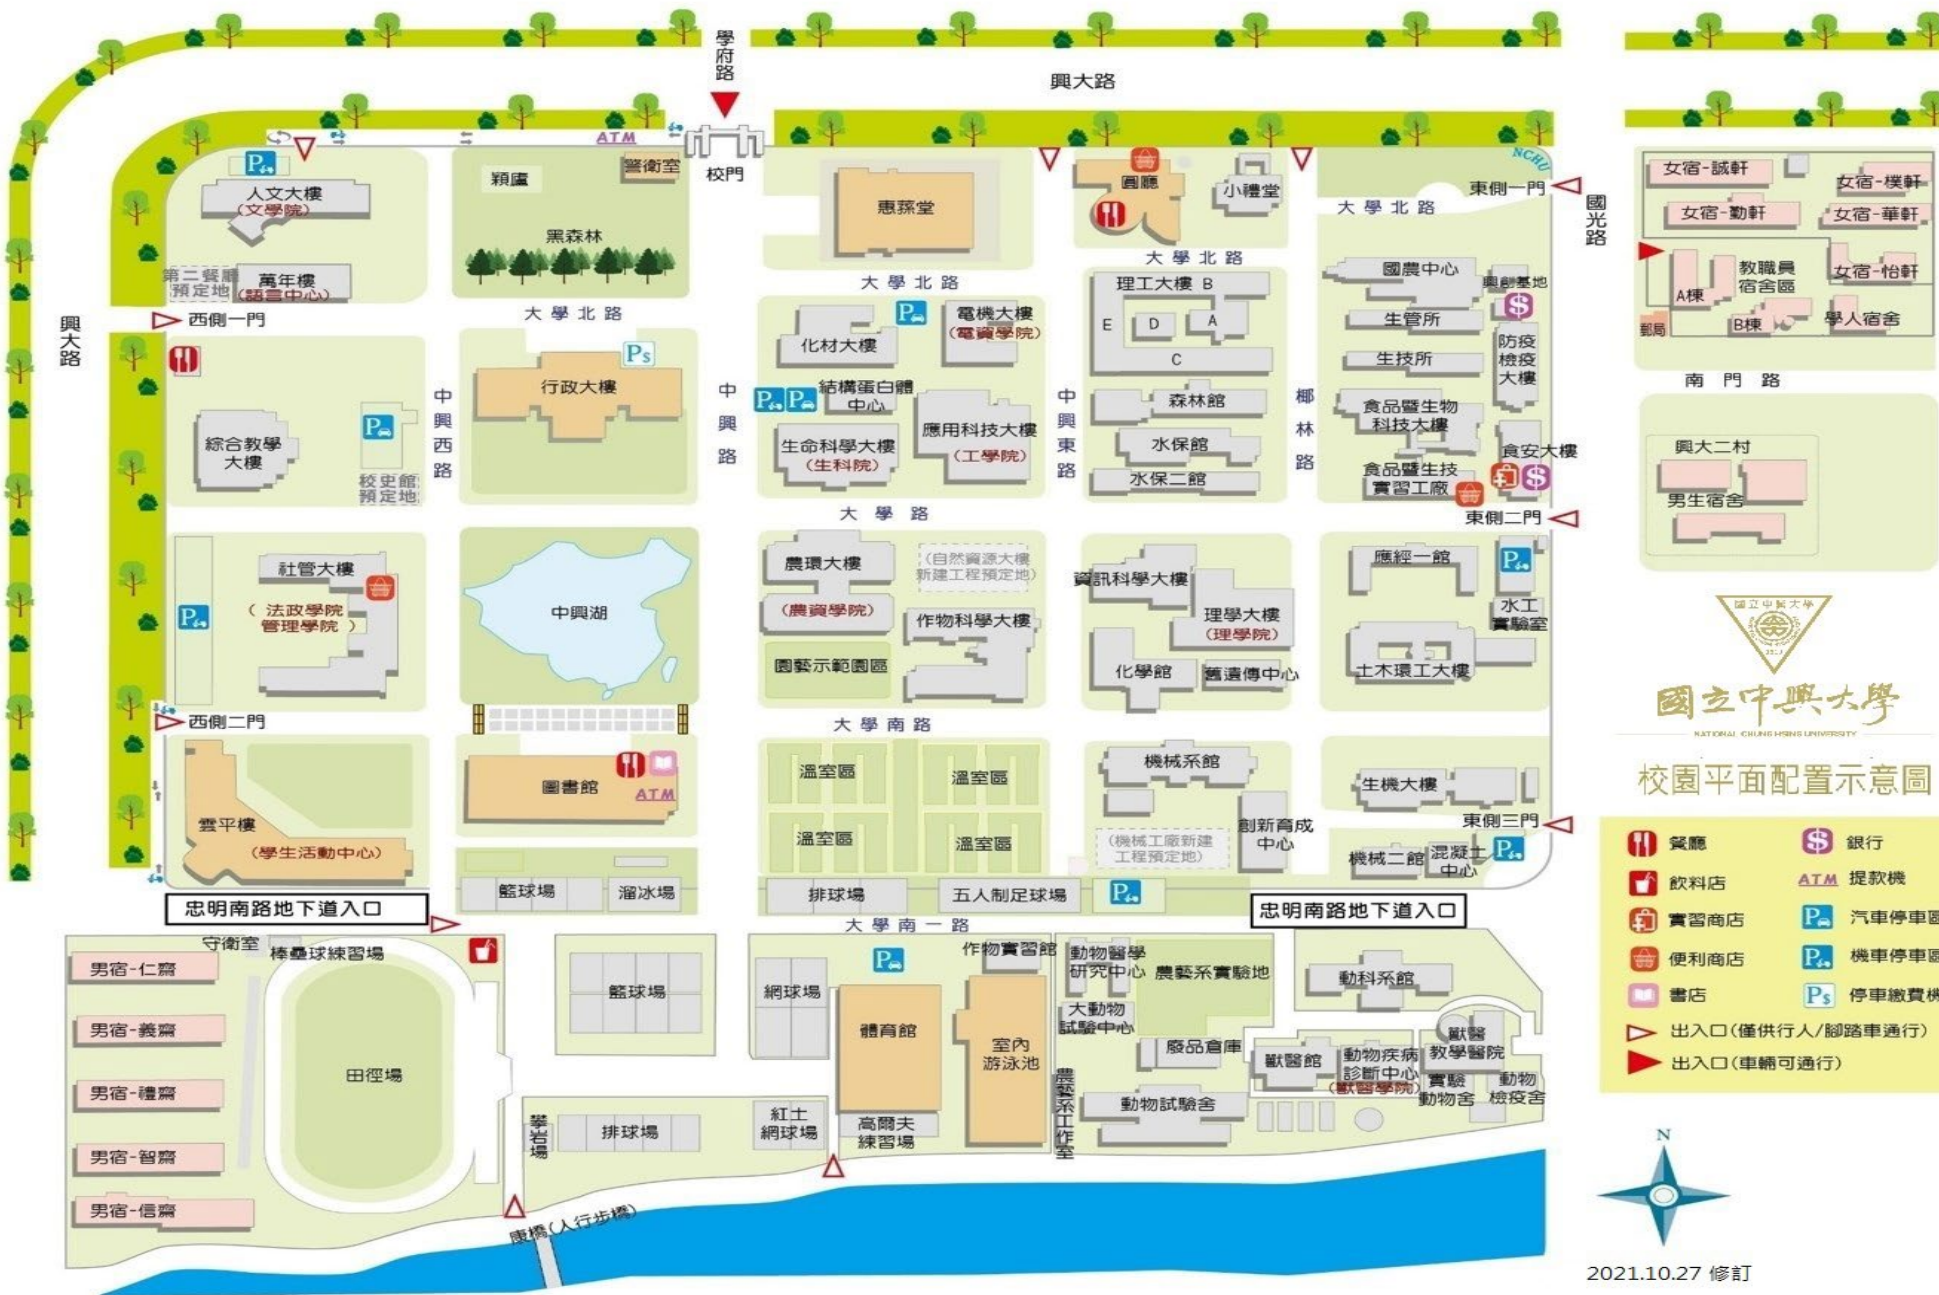 學府路
興大路
ATM
校門
警衛室
穎廬
黑森林
人文大樓
(文學院)
第二餐廳
預定地
萬年樓
(語言中心)
西側一門
興大路
惠蓀堂
圓廳
小禮堂
NCHU
東側一門
國光路
大學北路
大學北路
大學北路
大學北路
女宿-誠軒
女宿-樸軒
女宿-勤軒
女宿-華軒
女宿-怡軒
教職員
宿舍區
A棟
B棟
學人宿舍
郵局
南門路
興大二村
男生宿舍
綜合教學
大樓
校史館
預定地
中興西路
行政大樓
中興路
化材大樓
電機大樓
(電資學院)
結構蛋白體
中心
生命科學大樓
(生科院)
應用科技大樓
(工學院)
中興東路
理工大樓 B
E
D
A
C
森林館
水保館
水保二館
椰林路
國農中心
興創基地
生管所
生技所
防疫
檢疫
大樓
食品暨生物
科技大樓
食安大樓
食品暨生技
實習工廠
東側二門
大學路
社管大樓
( 法政學院
管理學院 )
中興湖
農環大樓
(農資學院)
(自然資源大樓
新建工程預定地)
作物科學大樓
園藝示範園區
資訊科學大樓
理學大樓
(理學院)
化學館
舊遺傳中心
應經一館
水工
實驗室
土木環工大樓
西側二門
大學南路
雲平樓
(學生活動中心)
圖書館
ATM
溫室區
溫室區
溫室區
溫室區
機械系館
(機械工廠新建
工程預定地)
創新育成
中心
生機大樓
東側三門
機械二館
混凝土
中心
籃球場
溜冰場
排球場
五人制足球場
忠明南路地下道入口
忠明南路地下道入口
大學南一路
守衛室
棒壘球練習場
男宿-仁齋
男宿-義齋
男宿-禮齋
男宿-智齋
男宿-信齋
田徑場
籃球場
攀岩場
排球場
網球場
紅土
網球場
體育館
高爾夫
練習場
作物實習館
室內
游泳池
農藝系工作室
動物醫學
研究中心
農藝系實驗地
大動物
試驗中心
廢品倉庫
動物試驗舍
動科系館
獸醫館
動物疾病
診斷中心
(獸醫學院)
獸醫
教學醫院
實驗
動物舍
動物
檢疫舍
康橋(人行步橋)
國立中興大學
國立中興大學
NATIONAL CHUNG HSING UNIVERSITY
校園平面配置示意圖
餐廳
銀行
飲料店
ATM 提款機
實習商店
汽車停車區
便利商店
機車停車區
書店
停車繳費機
出入口(僅供行人/腳踏車通行)
出入口(車輛可通行)
N
2021.10.27 修訂